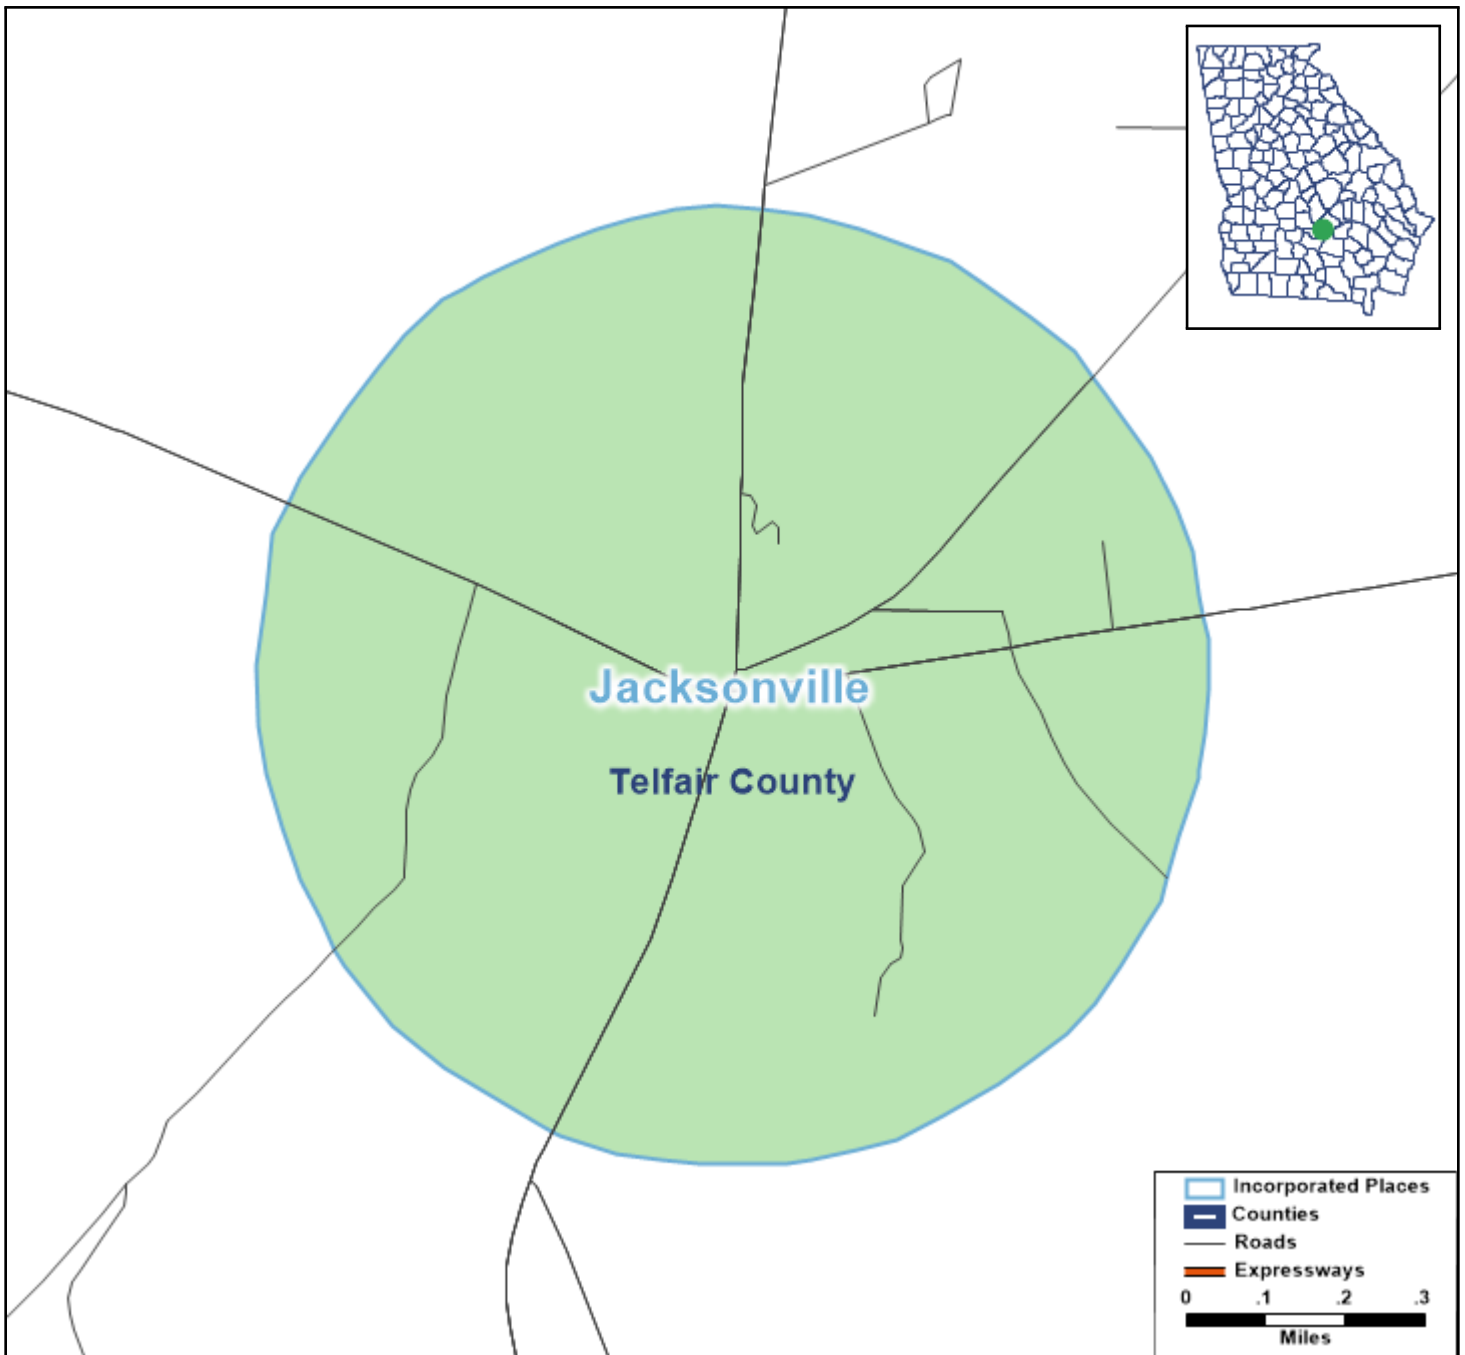 Jacksonville
Telfair County
Incorporated Places
Counties
Roads
Expressways
0 .1 .2 .3
Miles